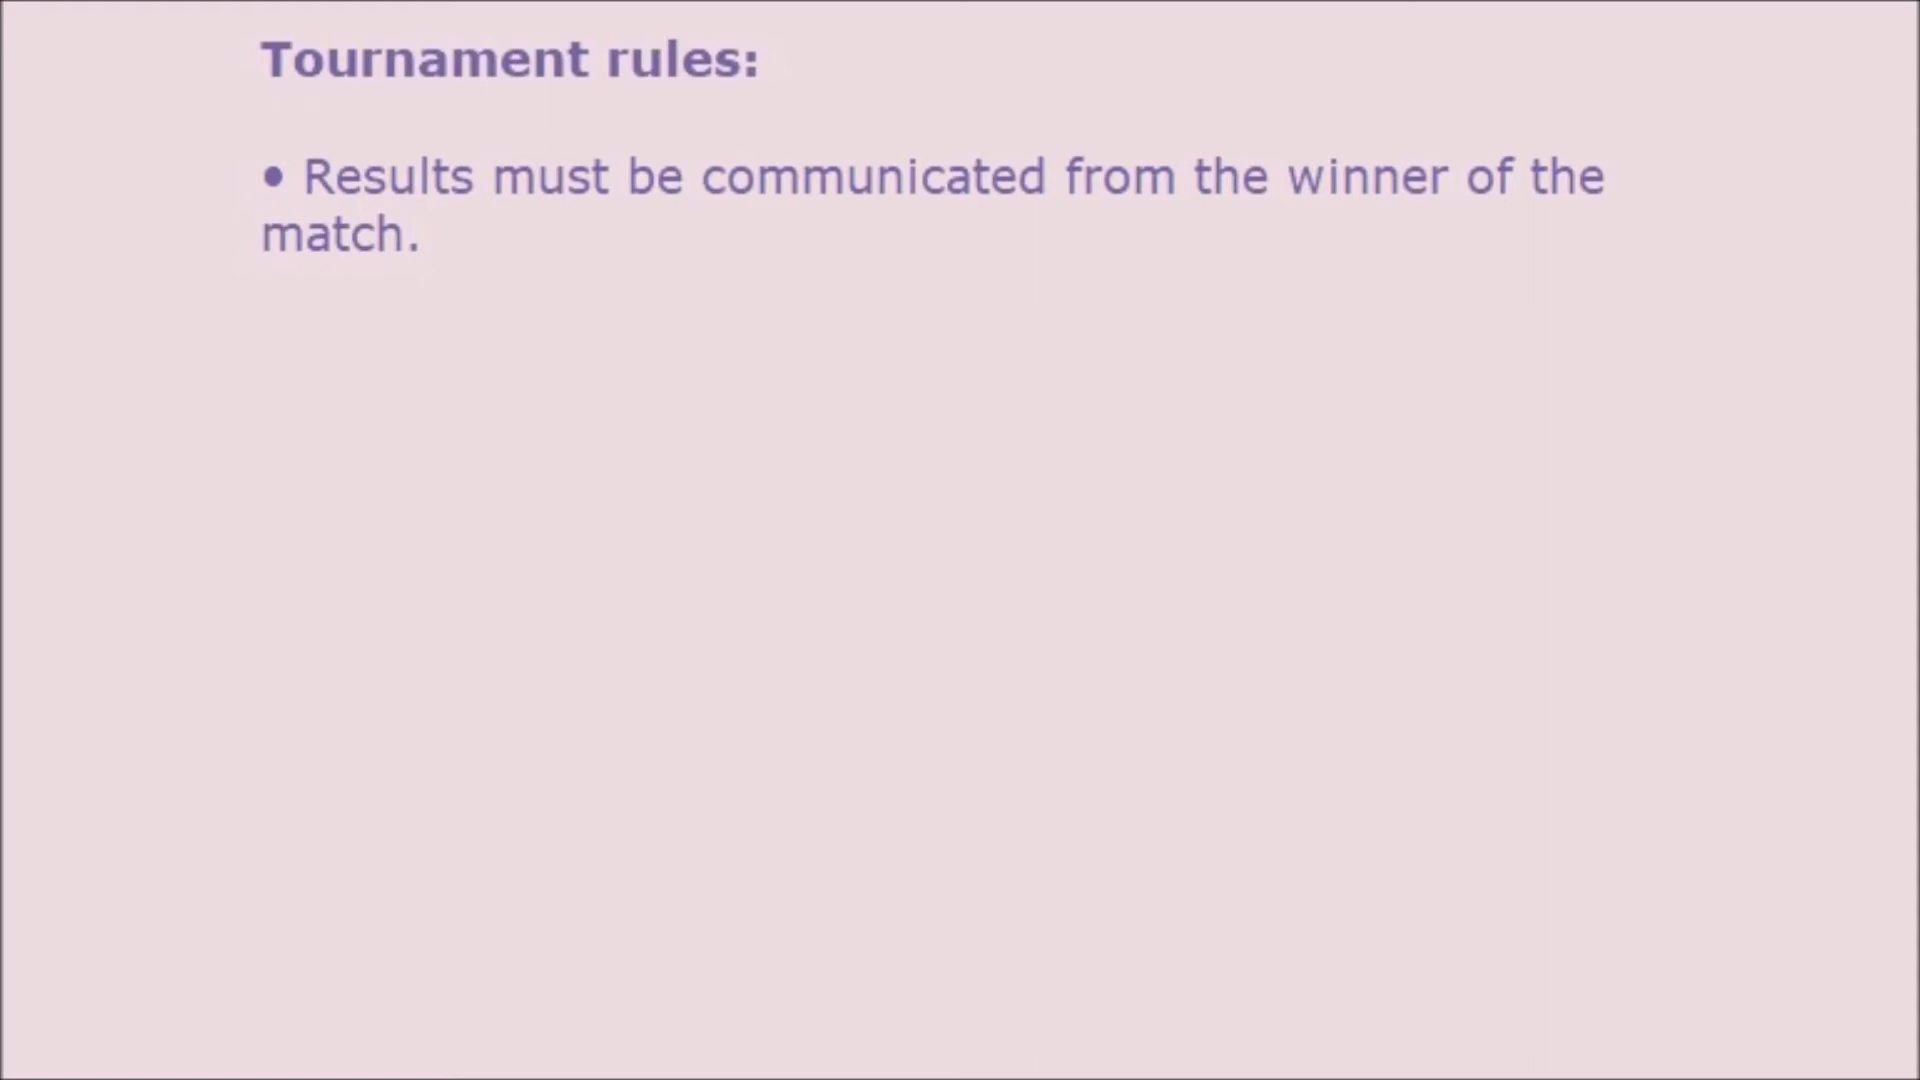 Tournament rules:
• Results must be communicated from the winner of the
match.